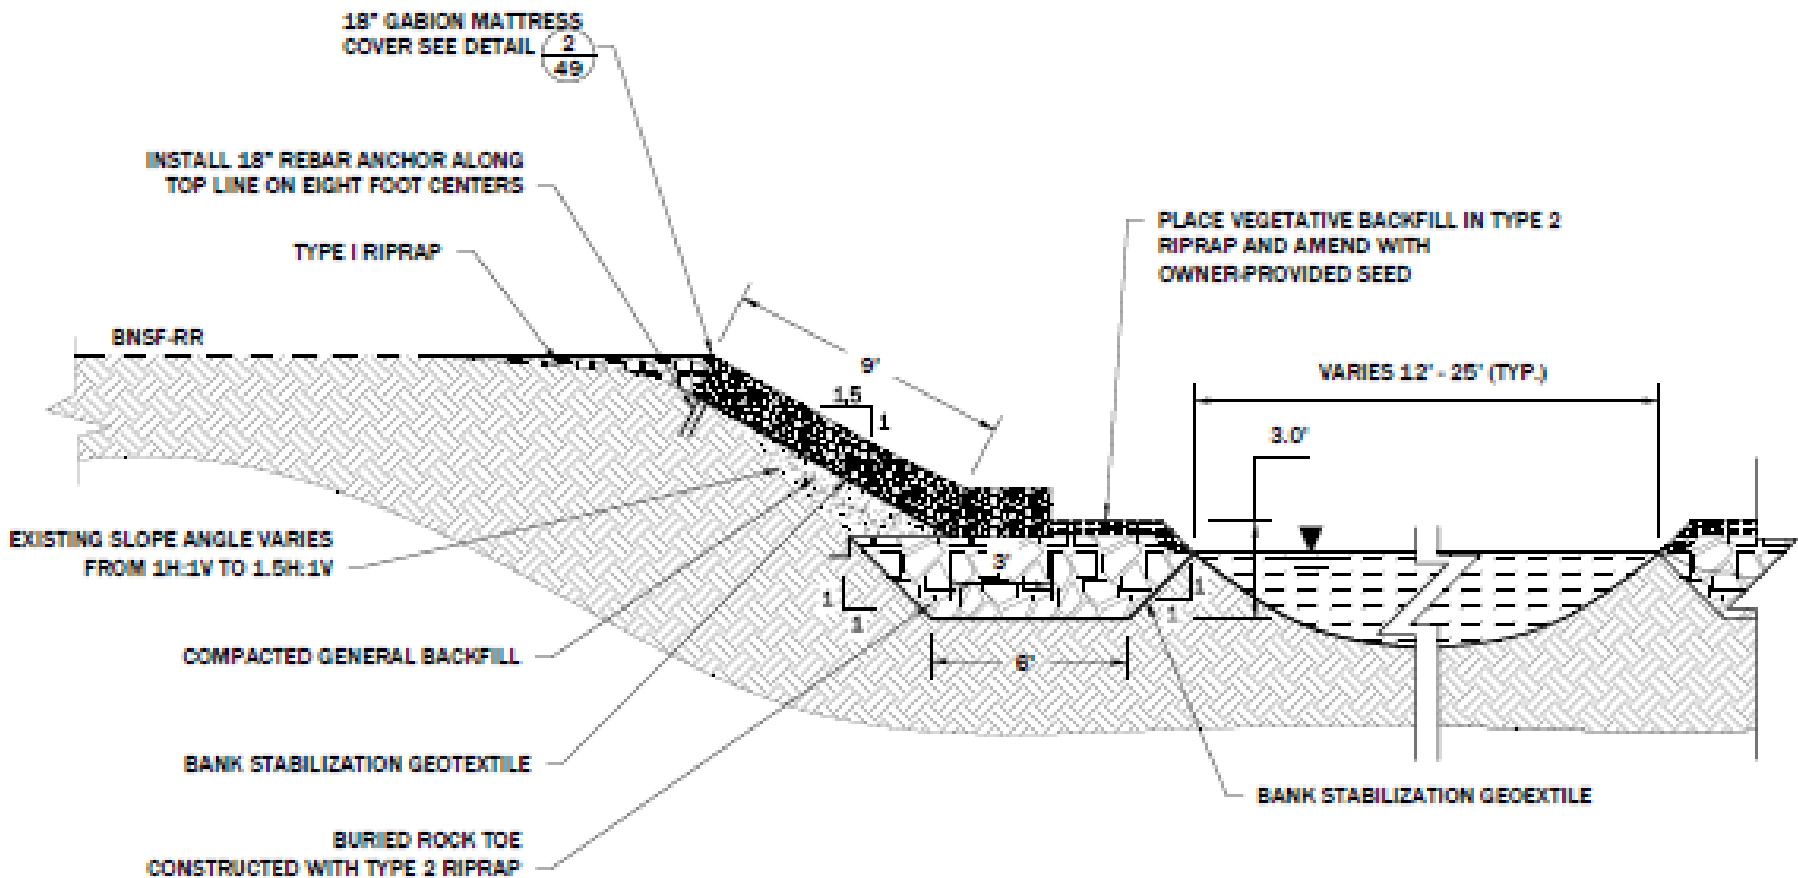 18" GABION MATTRESS
COVER SEE DETAIL
2
49
INSTALL 18" REBAR ANCHOR ALONG
TOP LINE ON EIGHT FOOT CENTERS
TYPE I RIPRAP
BNSF-RR
PLACE VEGETATIVE BACKFILL IN TYPE 2
RIPRAP AND AMEND WITH
OWNER-PROVIDED SEED
9'
1.5
1
VARIES 12' - 25' (TYP.)
3.0'
EXISTING SLOPE ANGLE VARIES
FROM 1H:1V TO 1.5H:1V
3'
1
1
1
1
COMPACTED GENERAL BACKFILL
6'
BANK STABILIZATION GEOTEXTILE
BANK STABILIZATION GEOEXTILE
BURIED ROCK TOE
CONSTRUCTED WITH TYPE 2 RIPRAP